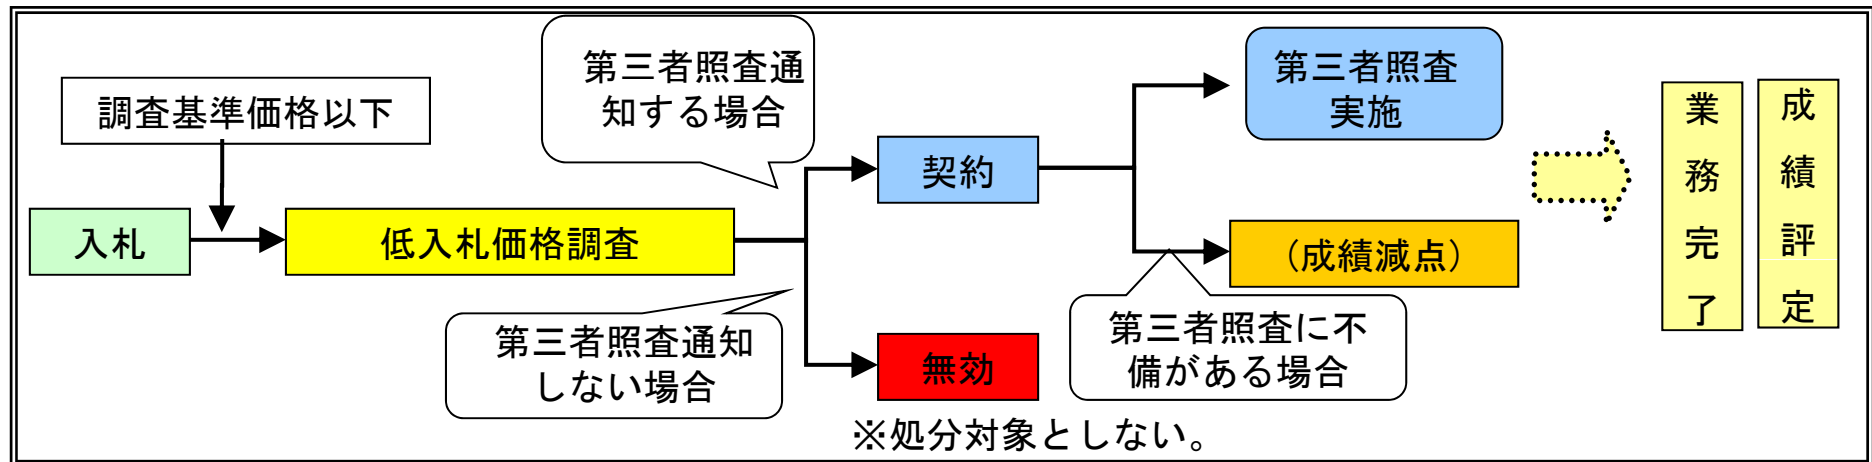 調査基準価格以下
入札
低入札価格調査
第三者照査通
知する場合
第三者照査通知
しない場合
契約
無効
※処分対象としない。
第三者照査
実施
（成績減点）
第三者照査に不
備がある場合
業務完了
成績評定